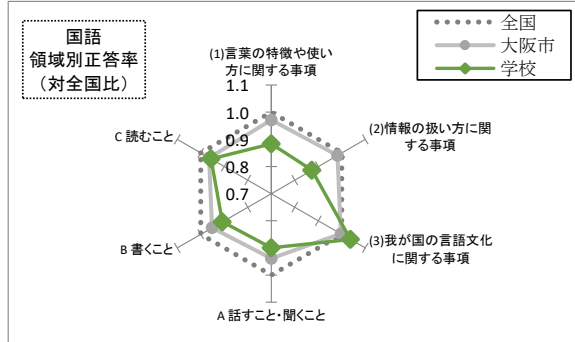 国語
領域別正答率
(対全国比)
全国
大阪市
学校
(1)言葉の特徴や使い
方に関する事項
(2)情報の扱い方に関
する事項
(3)我が国の言語文化
に関する事項
A 話すこと・聞くこと
B 書くこと
C 読むこと
1.1
1.0
0.9
0.8
0.7